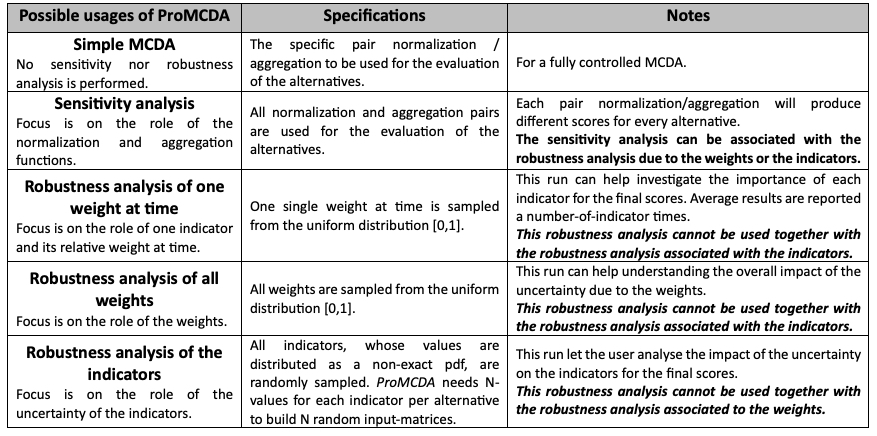 Possible usages of ProMCDA
Specifications
Notes
Simple MCDA
No sensitivity nor robustness
analysis is performed.
The specific pair normalization /
aggregation to be used for the evaluation
of the alternatives.
For a fully controlled MCDA.
Sensitivity analysis
Focus is on the role of the
normalization and aggregation
functions.
All normalization and aggregation pairs
are used for the evaluation of the
alternatives.
Each pair normalization/aggregation will produce
different scores for every alternative.
The sensitivity analysis can be associated with the
robustness analysis due to the weights or the indicators.
Robustness analysis of one
weight at time
Focus is on the role of one indicator
and its relative weight at time.
One single weight at time is sampled
from the uniform distribution [0,1].
This run can help investigate the importance of each
indicator for the final scores. Average results are reported
a number-of-indicator times.
This robustness analysis cannot be used together with
the robustness analysis associated with the indicators.
Robustness analysis of all
weights
Focus is on the role of the weights.
All weights are sampled from the uniform
distribution [0,1].
This run can help understanding the overall impact of the
uncertainty due to the weights.
This robustness analysis cannot be used together with
the robustness analysis associated with the indicators.
Robustness analysis of the
indicators
Focus is on the role of the
uncertainty of the indicators.
All indicators, whose values are
distributed as a non-exact pdf, are
randomly sampled. ProMCDA needs N-
values for each indicator per alternative
to build N random input-matrices.
This run let the user analyse the impact of the uncertainty
on the indicators for the final scores.
This robustness analysis cannot be used together with
the robustness analysis associated to the weights.